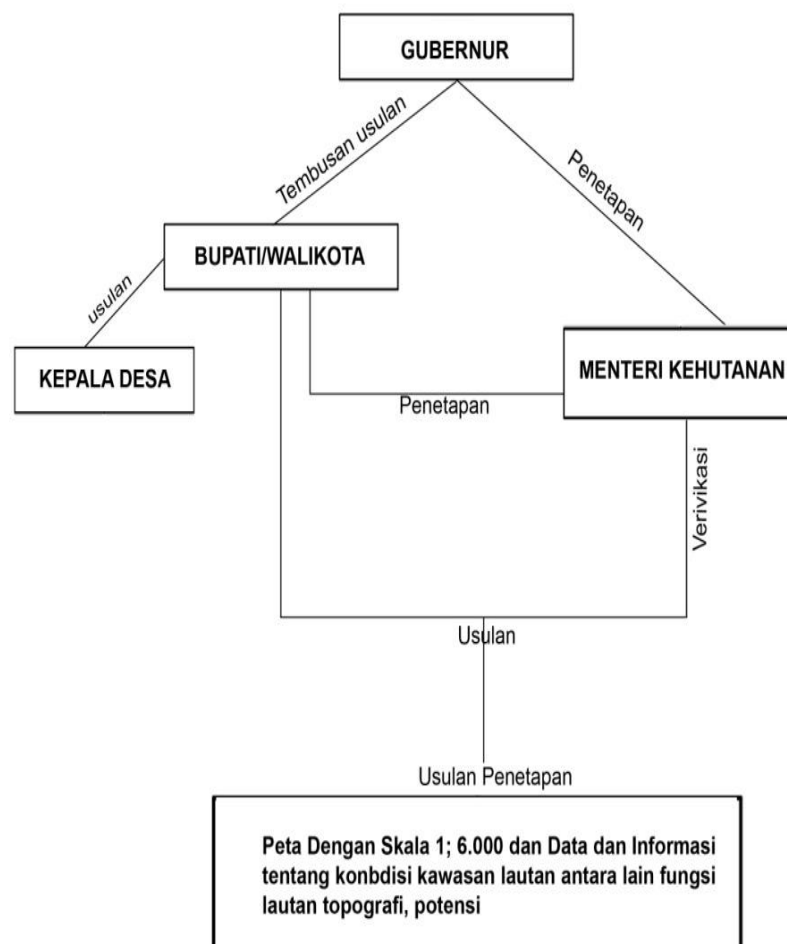 GUBERNUR
Tembusan usulan
Penetapan
BUPATI/WALIKOTA
usulan
KEPALA DESA
MENTERI KEHUTANAN
Penetapan
Verivikasi
Usulan
Usulan Penetapan
Peta Dengan Skala 1; 6.000 dan Data dan Informasi
tentang konbdisi kawasan lautan antara lain fungsi
lautan topografi, potensi